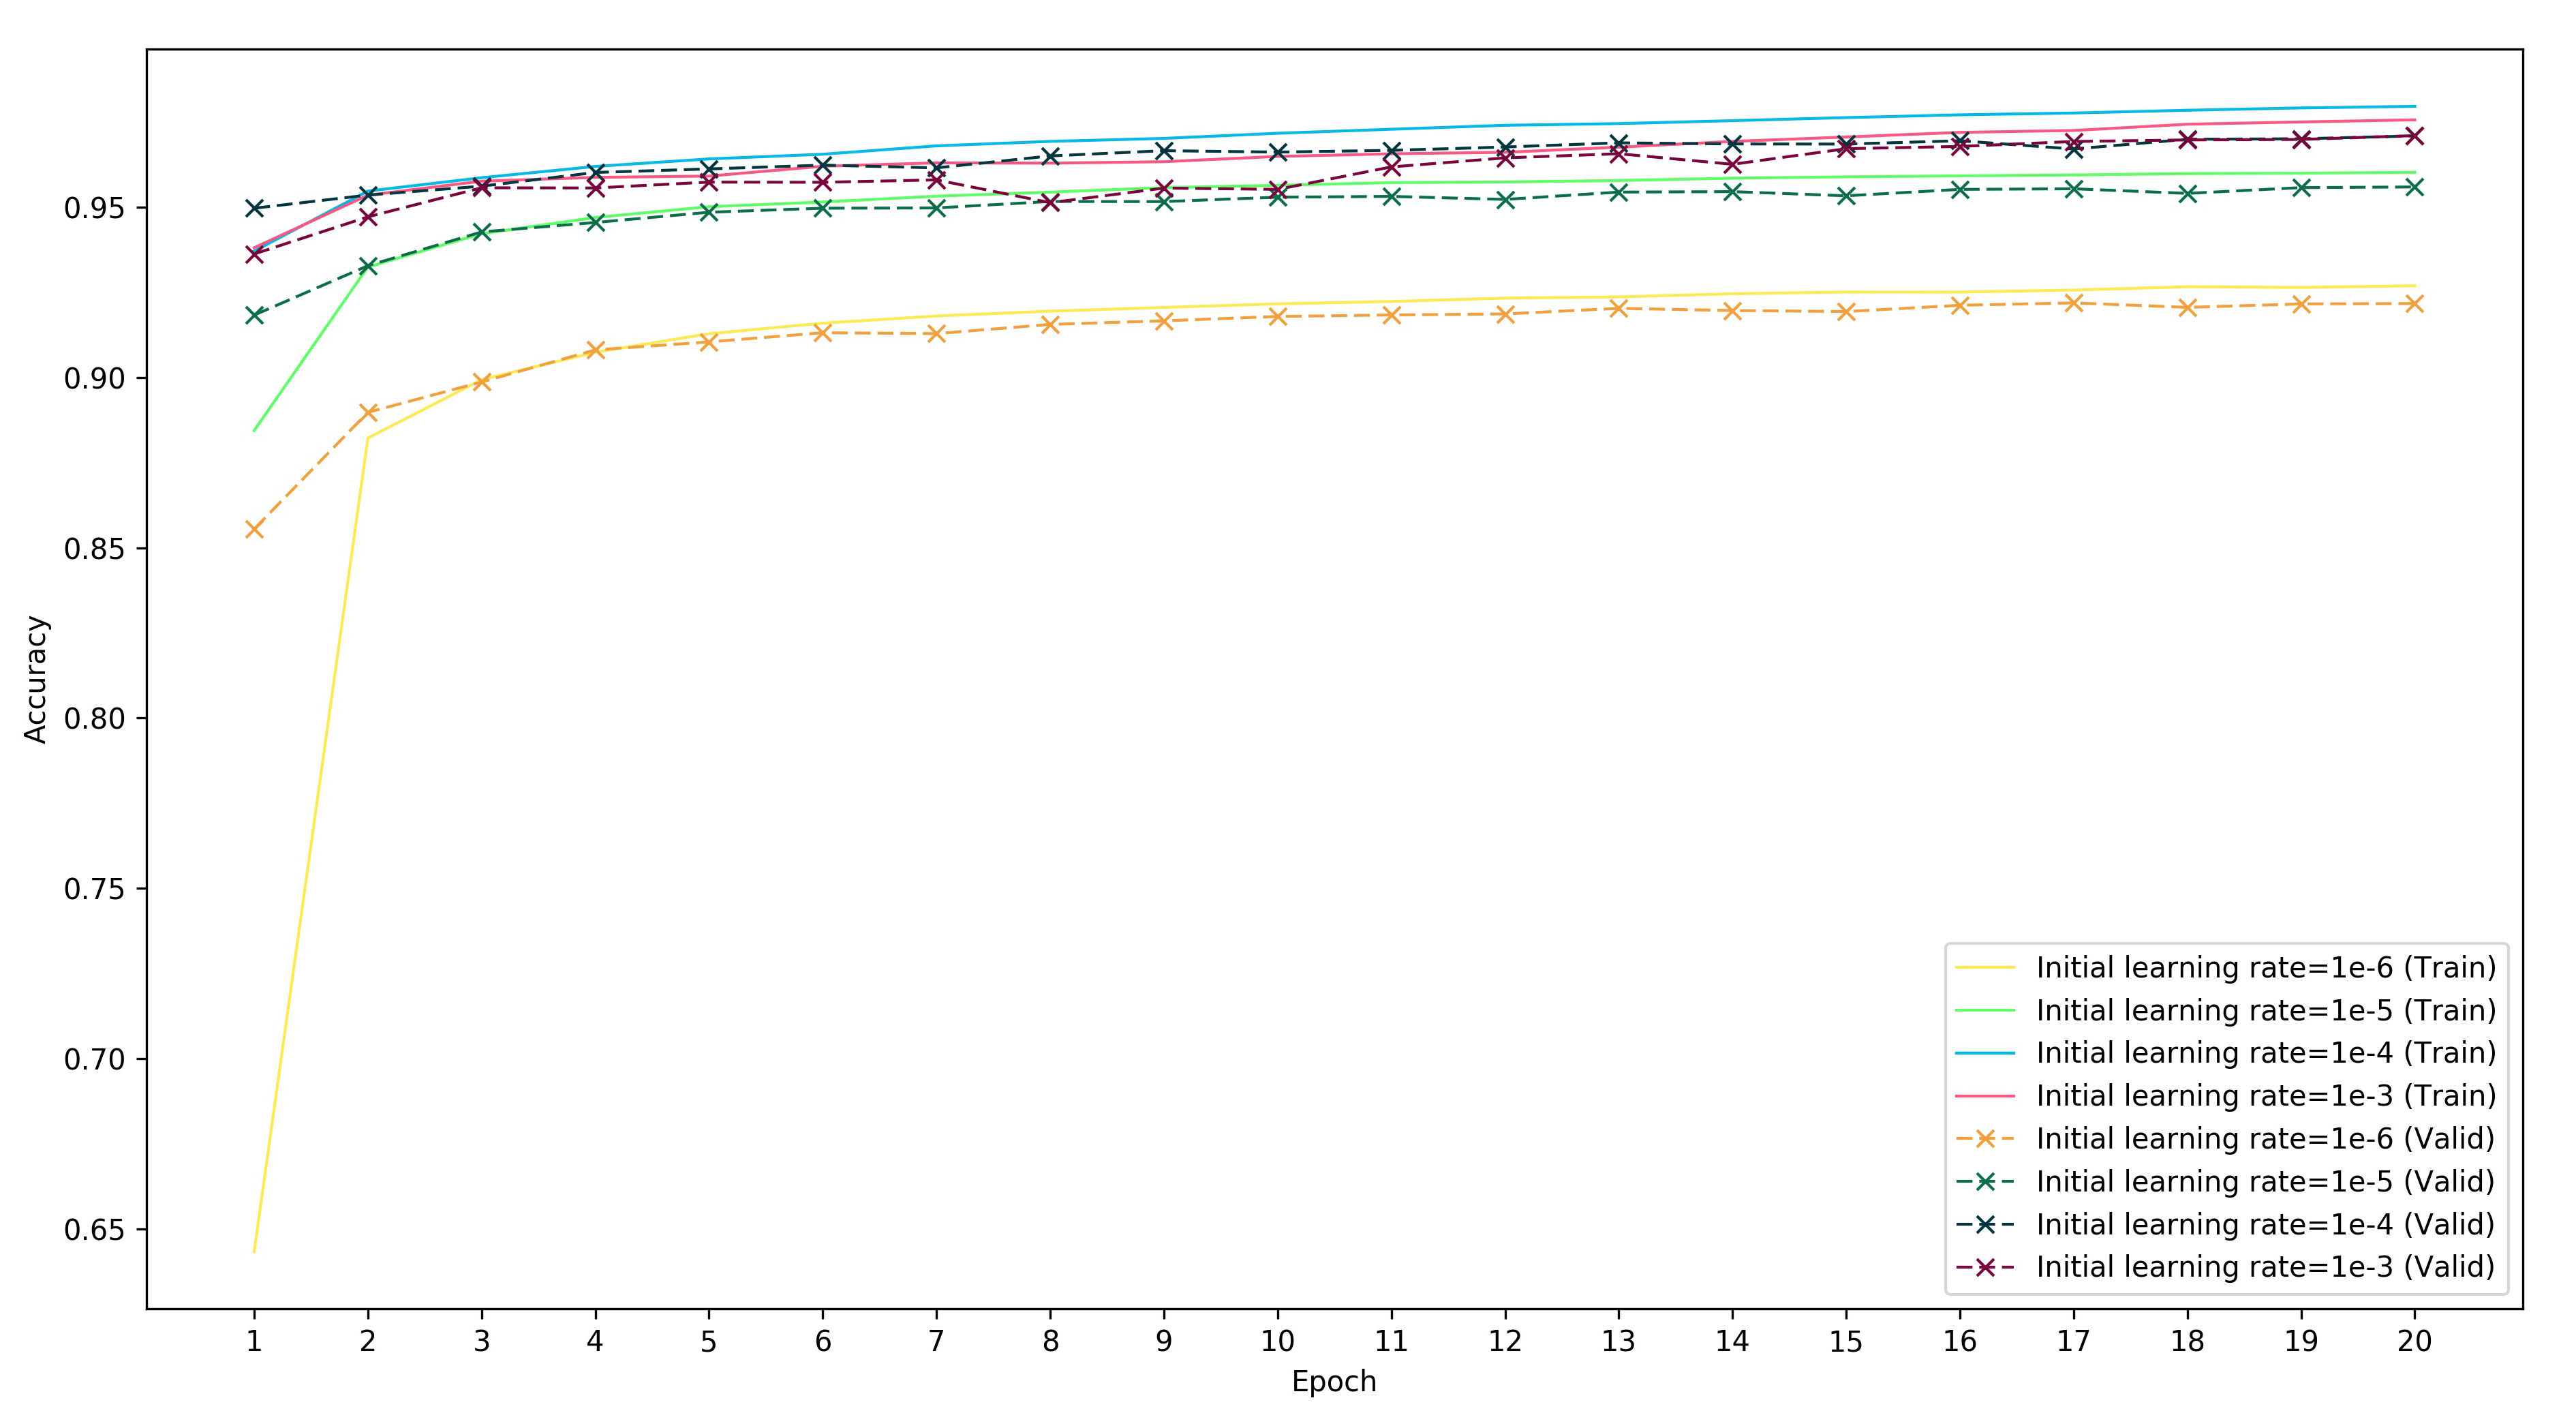 Accuracy
0.95
0.90
0.85
0.80
0.75
0.70
0.65
Initial learning rate=1e-6 (Train)
Initial learning rate=1e-5 (Train)
Initial learning rate=1e-4 (Train)
Initial learning rate=1e-3 (Train)
Initial learning rate=1e-6 (Valid)
Initial learning rate=1e-5 (Valid)
Initial learning rate=1e-4 (Valid)
Initial learning rate=1e-3 (Valid)
1 2 3 4 5 6 7 8 9 10 11 12 13 14 15 16 17 18 19 20
Epoch